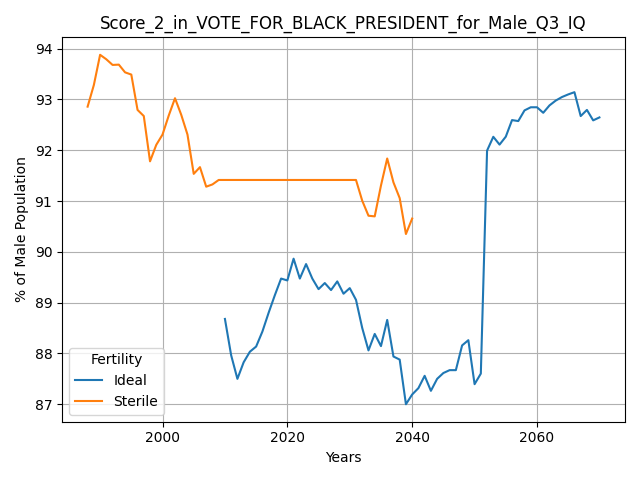 Score_2_in_VOTE_FOR_BLACK_PRESIDENT_for_Male_Q3_IQ
94
93
92
91
90
89
88
87
% of Male Population
Fertility
Ideal
Sterile
2000 2020 2040 2060
Years